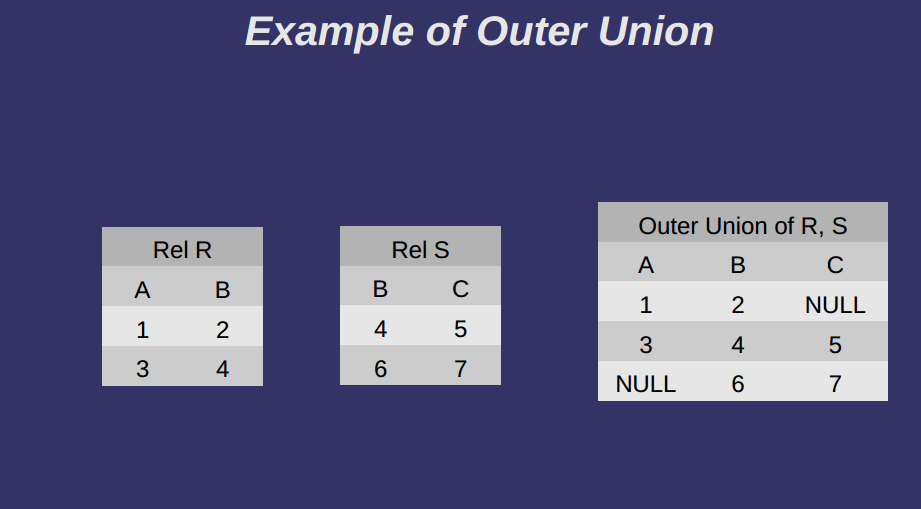 Example of Outer Union
Rel R
A B
1 2
3 4
Rel S
B C
4 5
6 7
Outer Union of R, S
A B C
1 2 NULL
3 4 5
NULL 6 7